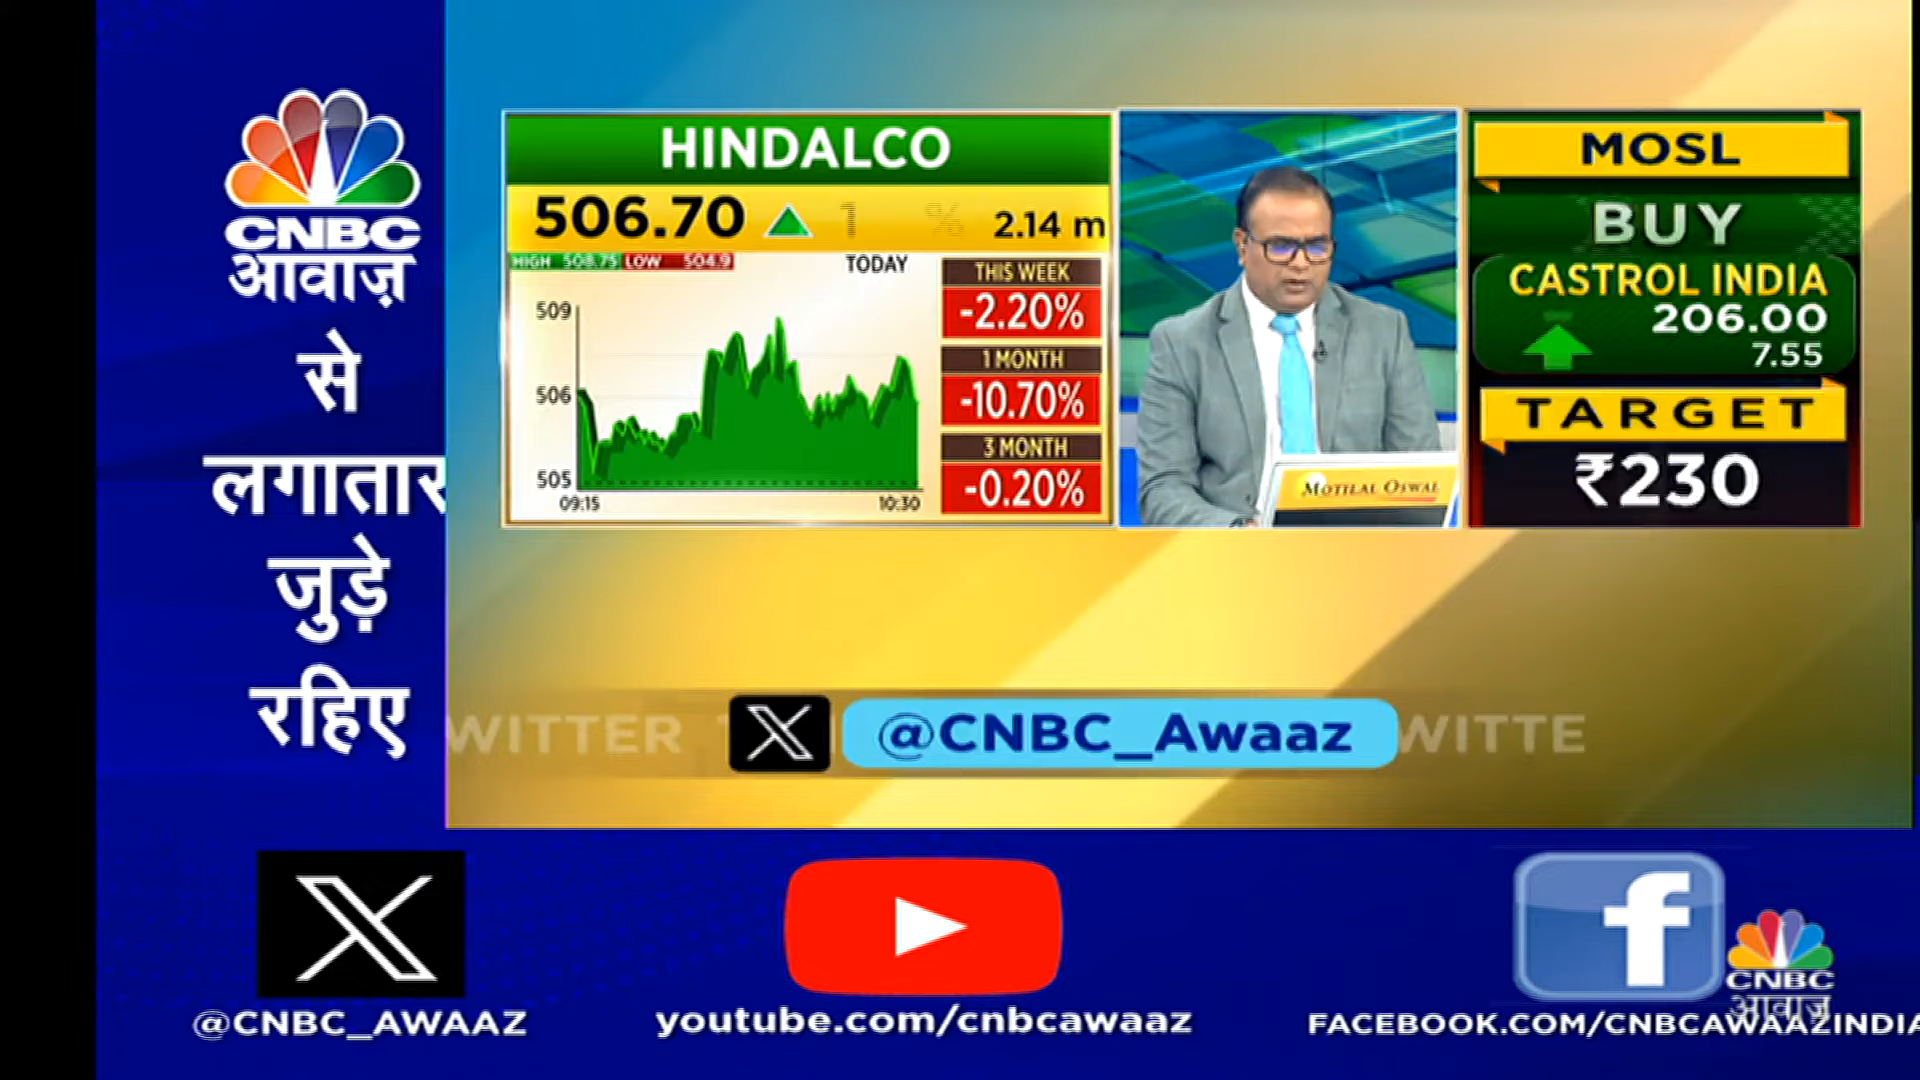 CNBC
आवाज़
से
लगातार
जुड़े
रहिए
HINDALCO
506.70
2.14 m
HIGH 508.75 LOW 504.9
TODAY
509
506
505
09:15
10:30
THIS WEEK
-2.20%
1 MONTH
-10.70%
3 MONTH
-0.20%
MOTILAL OSWAL
MOSL
BUY
CASTROL INDIA
206.00
7.55
TARGET
₹230
WITTER
@CNBC_Awaaz
WITTE
@CNBC_AWAAZ
youtube.com/cnbcawaaz
FACEBOOK.COM/CNBCAWAAZINDIA
CNBC
आवाज़